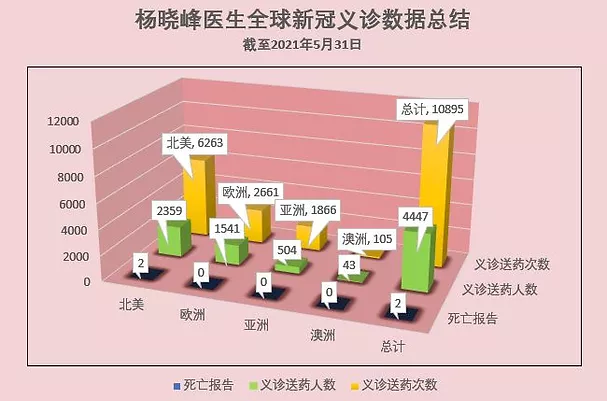 杨晓峰医生全球新冠义诊数据总结
截至2021年5月31日
12000
10000
8000
6000
4000
2000
0
总计, 10895
北美, 6263
欧洲, 2661
亚洲, 1866
澳洲, 105
2359
1541
504
43
4447
2
0
0
0
2
北美
欧洲
亚洲
澳洲
总计
义诊送药次数
义诊送药人数
死亡报告
死亡报告 义诊送药人数 义诊送药次数